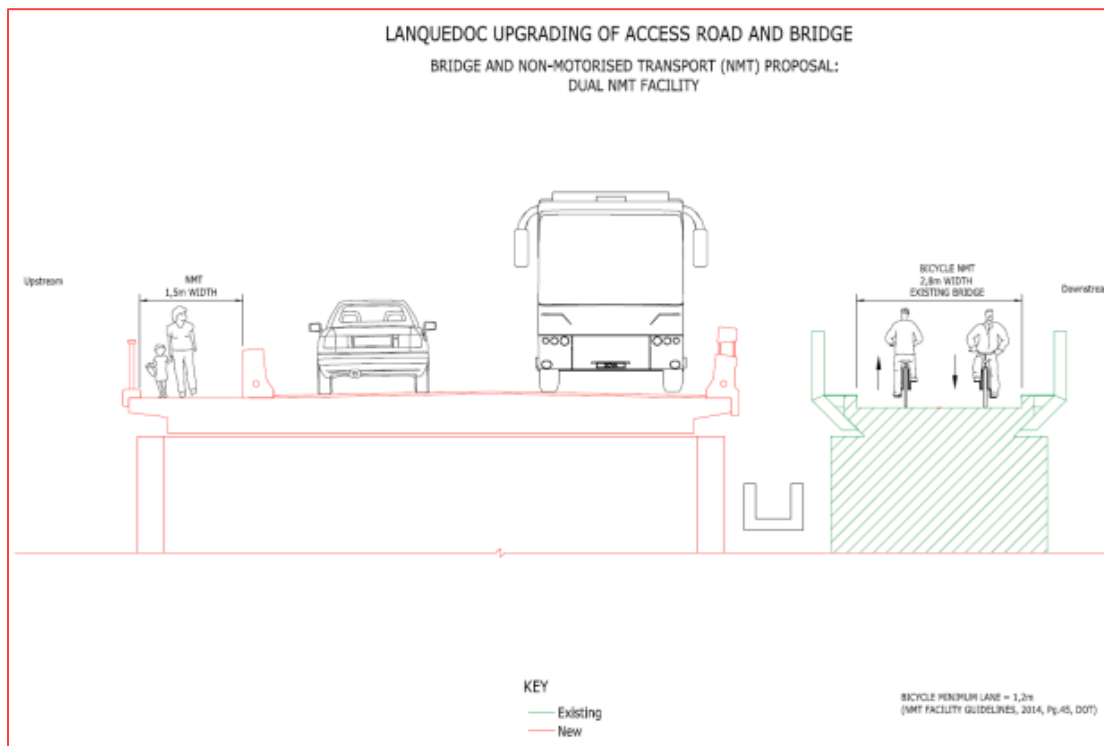 LANQUEDOC UPGRADING OF ACCESS ROAD AND BRIDGE
BRIDGE AND NON-MOTORISED TRANSPORT (NMT) PROPOSAL:
DUAL NMT FACILITY
Upstream
NMT
1,5m WIDTH
BICYCLE NMT
2,8m WIDTH
EXISTING BRIDGE
Downstrea
KEY
Existing
New
BICYCLE MINIMUM LANE = 1,2m
(NMT FACILITY GUIDELINES, 2014, Pg.45, DOT)